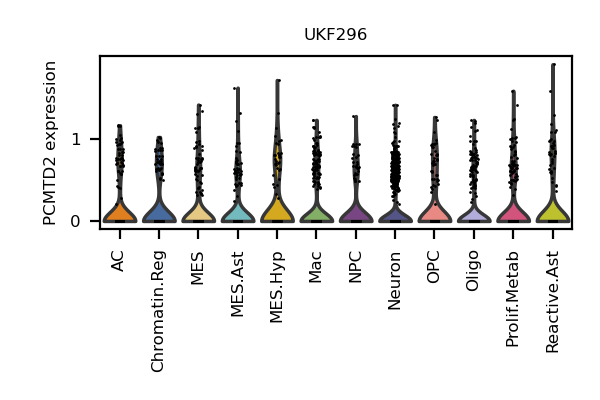 UKF296
PCMTD2 expression
1
0
AC
Chromatin.Reg
MES
MES.Ast
MES.Hyp
Mac
NPC
Neuron
OPC
Oligo
Prolif.Metab
Reactive.Ast